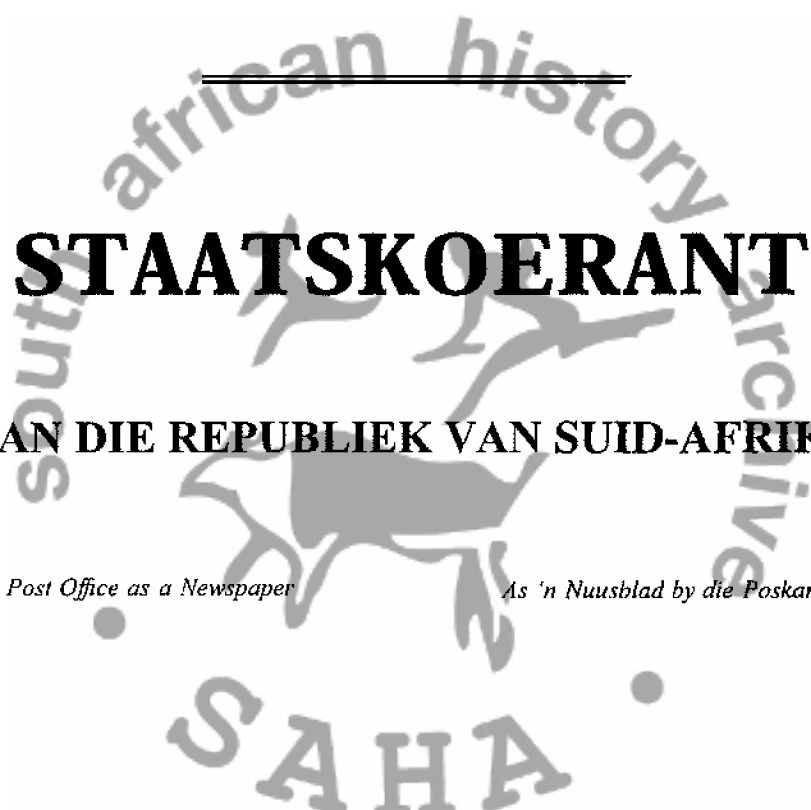 south african history archive
STAATSKOERANT
AN DIE REPUBLIEK VAN SUID-AFRIK
Post Office as a Newspaper As 'n Nuusblad by die Poskan
SAHA